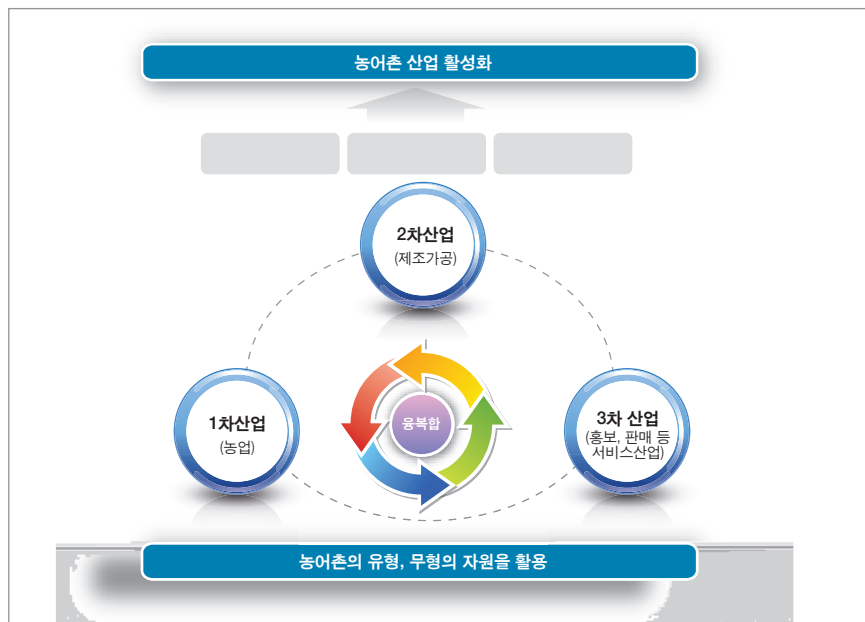 농어촌 산업 활성화
2차산업
(제조가공)
1차산업
(농업)
융복합
3차 산업
(홍보, 판매 등
서비스산업)
농어촌의 유형, 무형의 자원을 활용